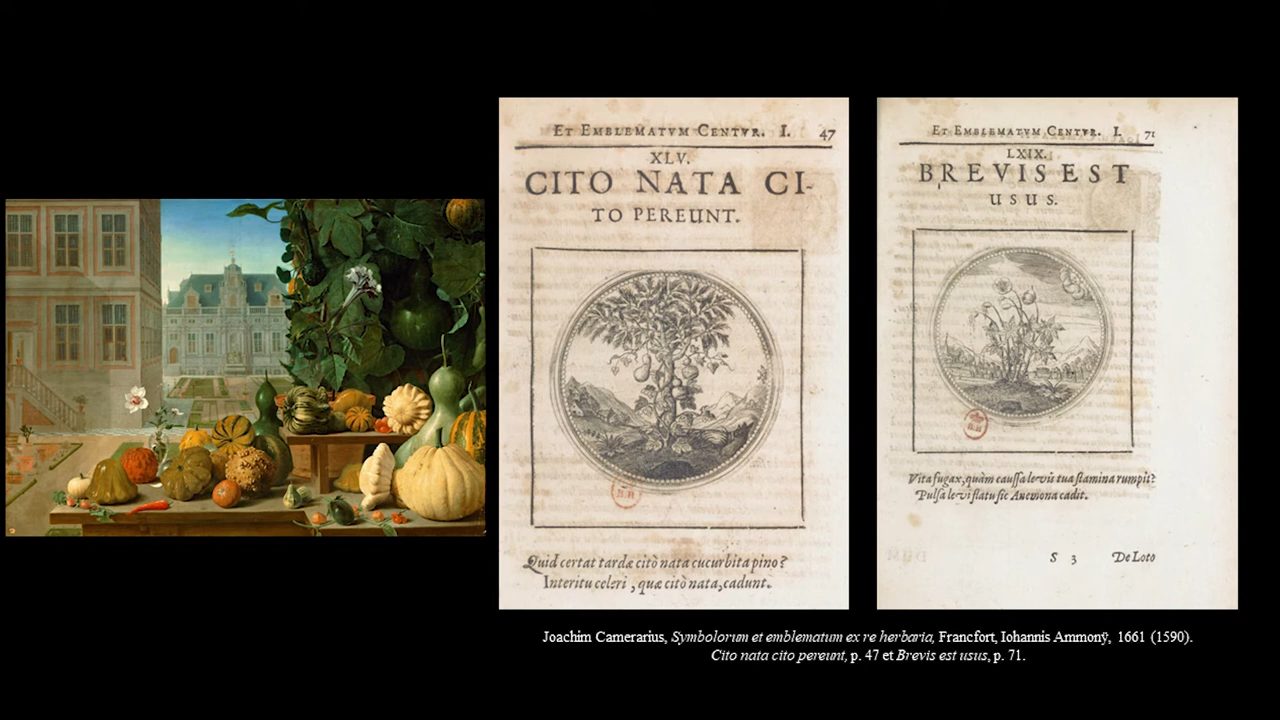 ET EMBLEMATVM CENTVR. I. 47
XLV.
CITO NATA CI-
TO PEREUNT.
Quid certat tardæ citò nata cucurbita pino?
Interitu celeri, quæ citò nata, cadunt.
ET EMBLEMATVM CENTVR. I. 71
LXIX.
BREVIS EST
USUS.
Vita fugax, quàm caussa levis tua stamina rumpit?
Pulsa levi flatu sic Anemona cadit.
S 3 De Loto
Joachim Camerarius, Symbolorum et emblematum ex re herbaria, Francfort, Iohannis Ammonÿ, 1661 (1590).
Cito nata cito pereunt, p. 47 et Brevis est usus, p. 71.